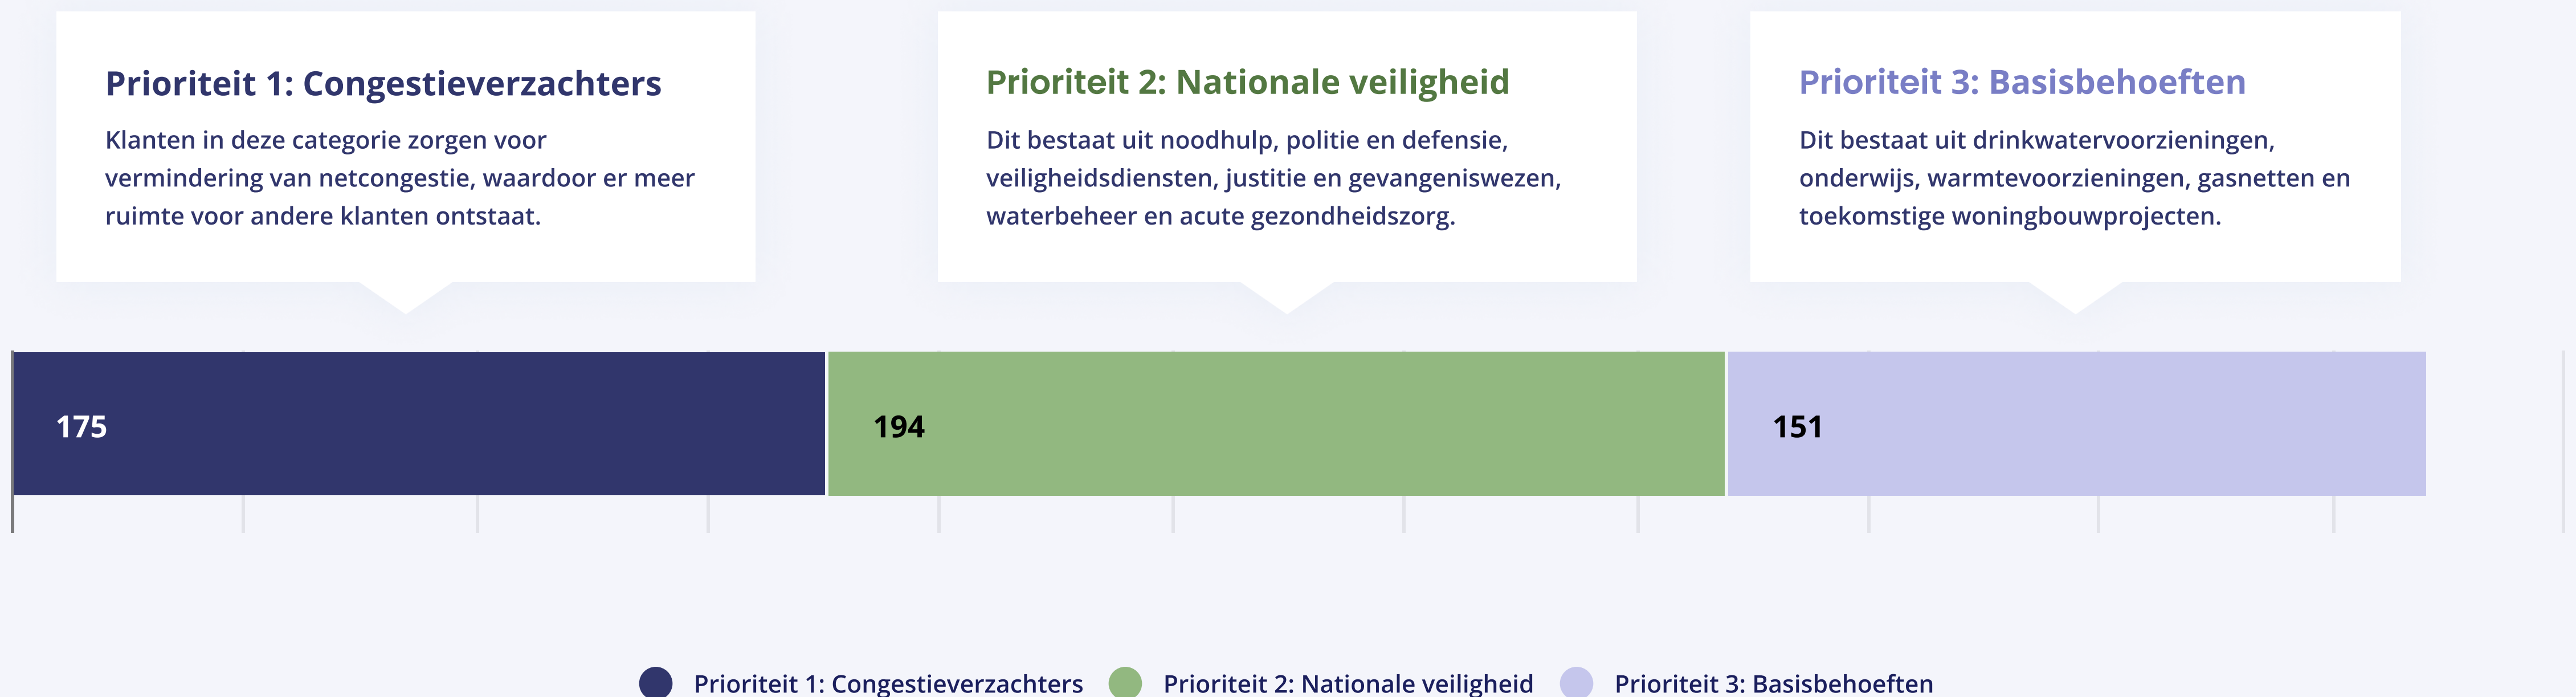 Prioriteit 1: Congestieverzachters
Klanten in deze categorie zorgen voor
vermindering van netcongestie, waardoor er meer
ruimte voor andere klanten ontstaat.
Prioriteit 2: Nationale veiligheid
Dit bestaat uit noodhulp, politie en defensie,
veiligheidsdiensten, justitie en gevangeniswezen,
waterbeheer en acute gezondheidszorg.
Prioriteit 3: Basisbehoeften
Dit bestaat uit drinkwatervoorzieningen,
onderwijs, warmtevoorzieningen, gasnetten en
toekomstige woningbouwprojecten.
175
194
151
Prioriteit 1: Congestieverzachters
Prioriteit 2: Nationale veiligheid
Prioriteit 3: Basisbehoeften